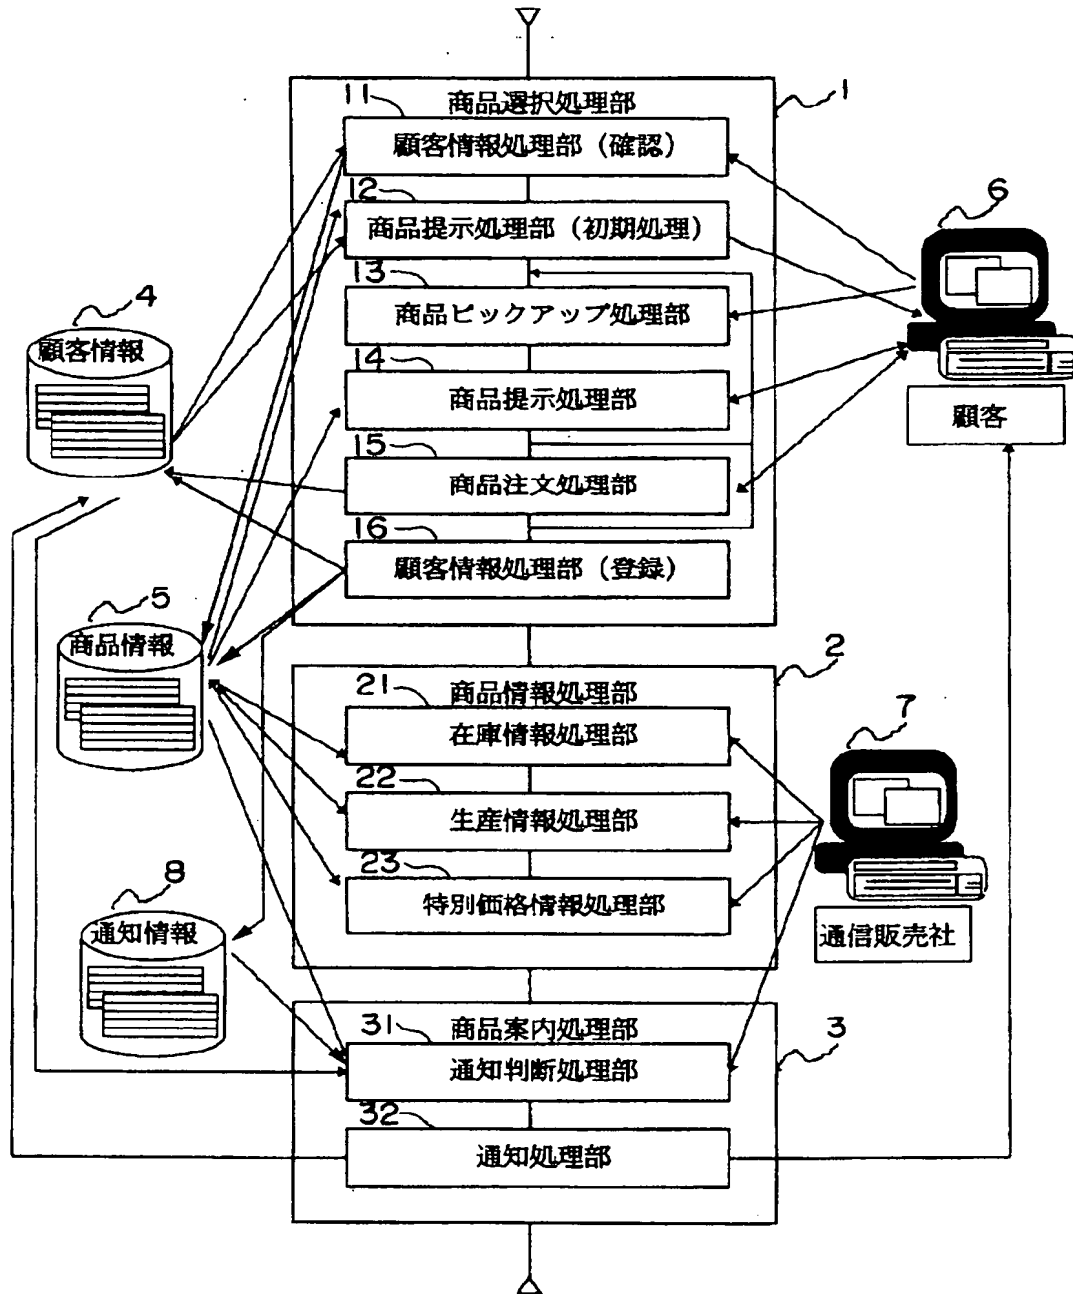 1
商品選択処理部
11
顧客情報処理部（確認）
12
商品提示処理部（初期処理）
13
商品ピックアップ処理部
14
商品提示処理部
15
商品注文処理部
16
顧客情報処理部（登録）
6
顧客
4
顧客情報
5
商品情報
2
商品情報処理部
21
在庫情報処理部
22
生産情報処理部
23
特別価格情報処理部
7
通信販売社
8
通知情報
3
商品案内処理部
31
通知判断処理部
32
通知処理部